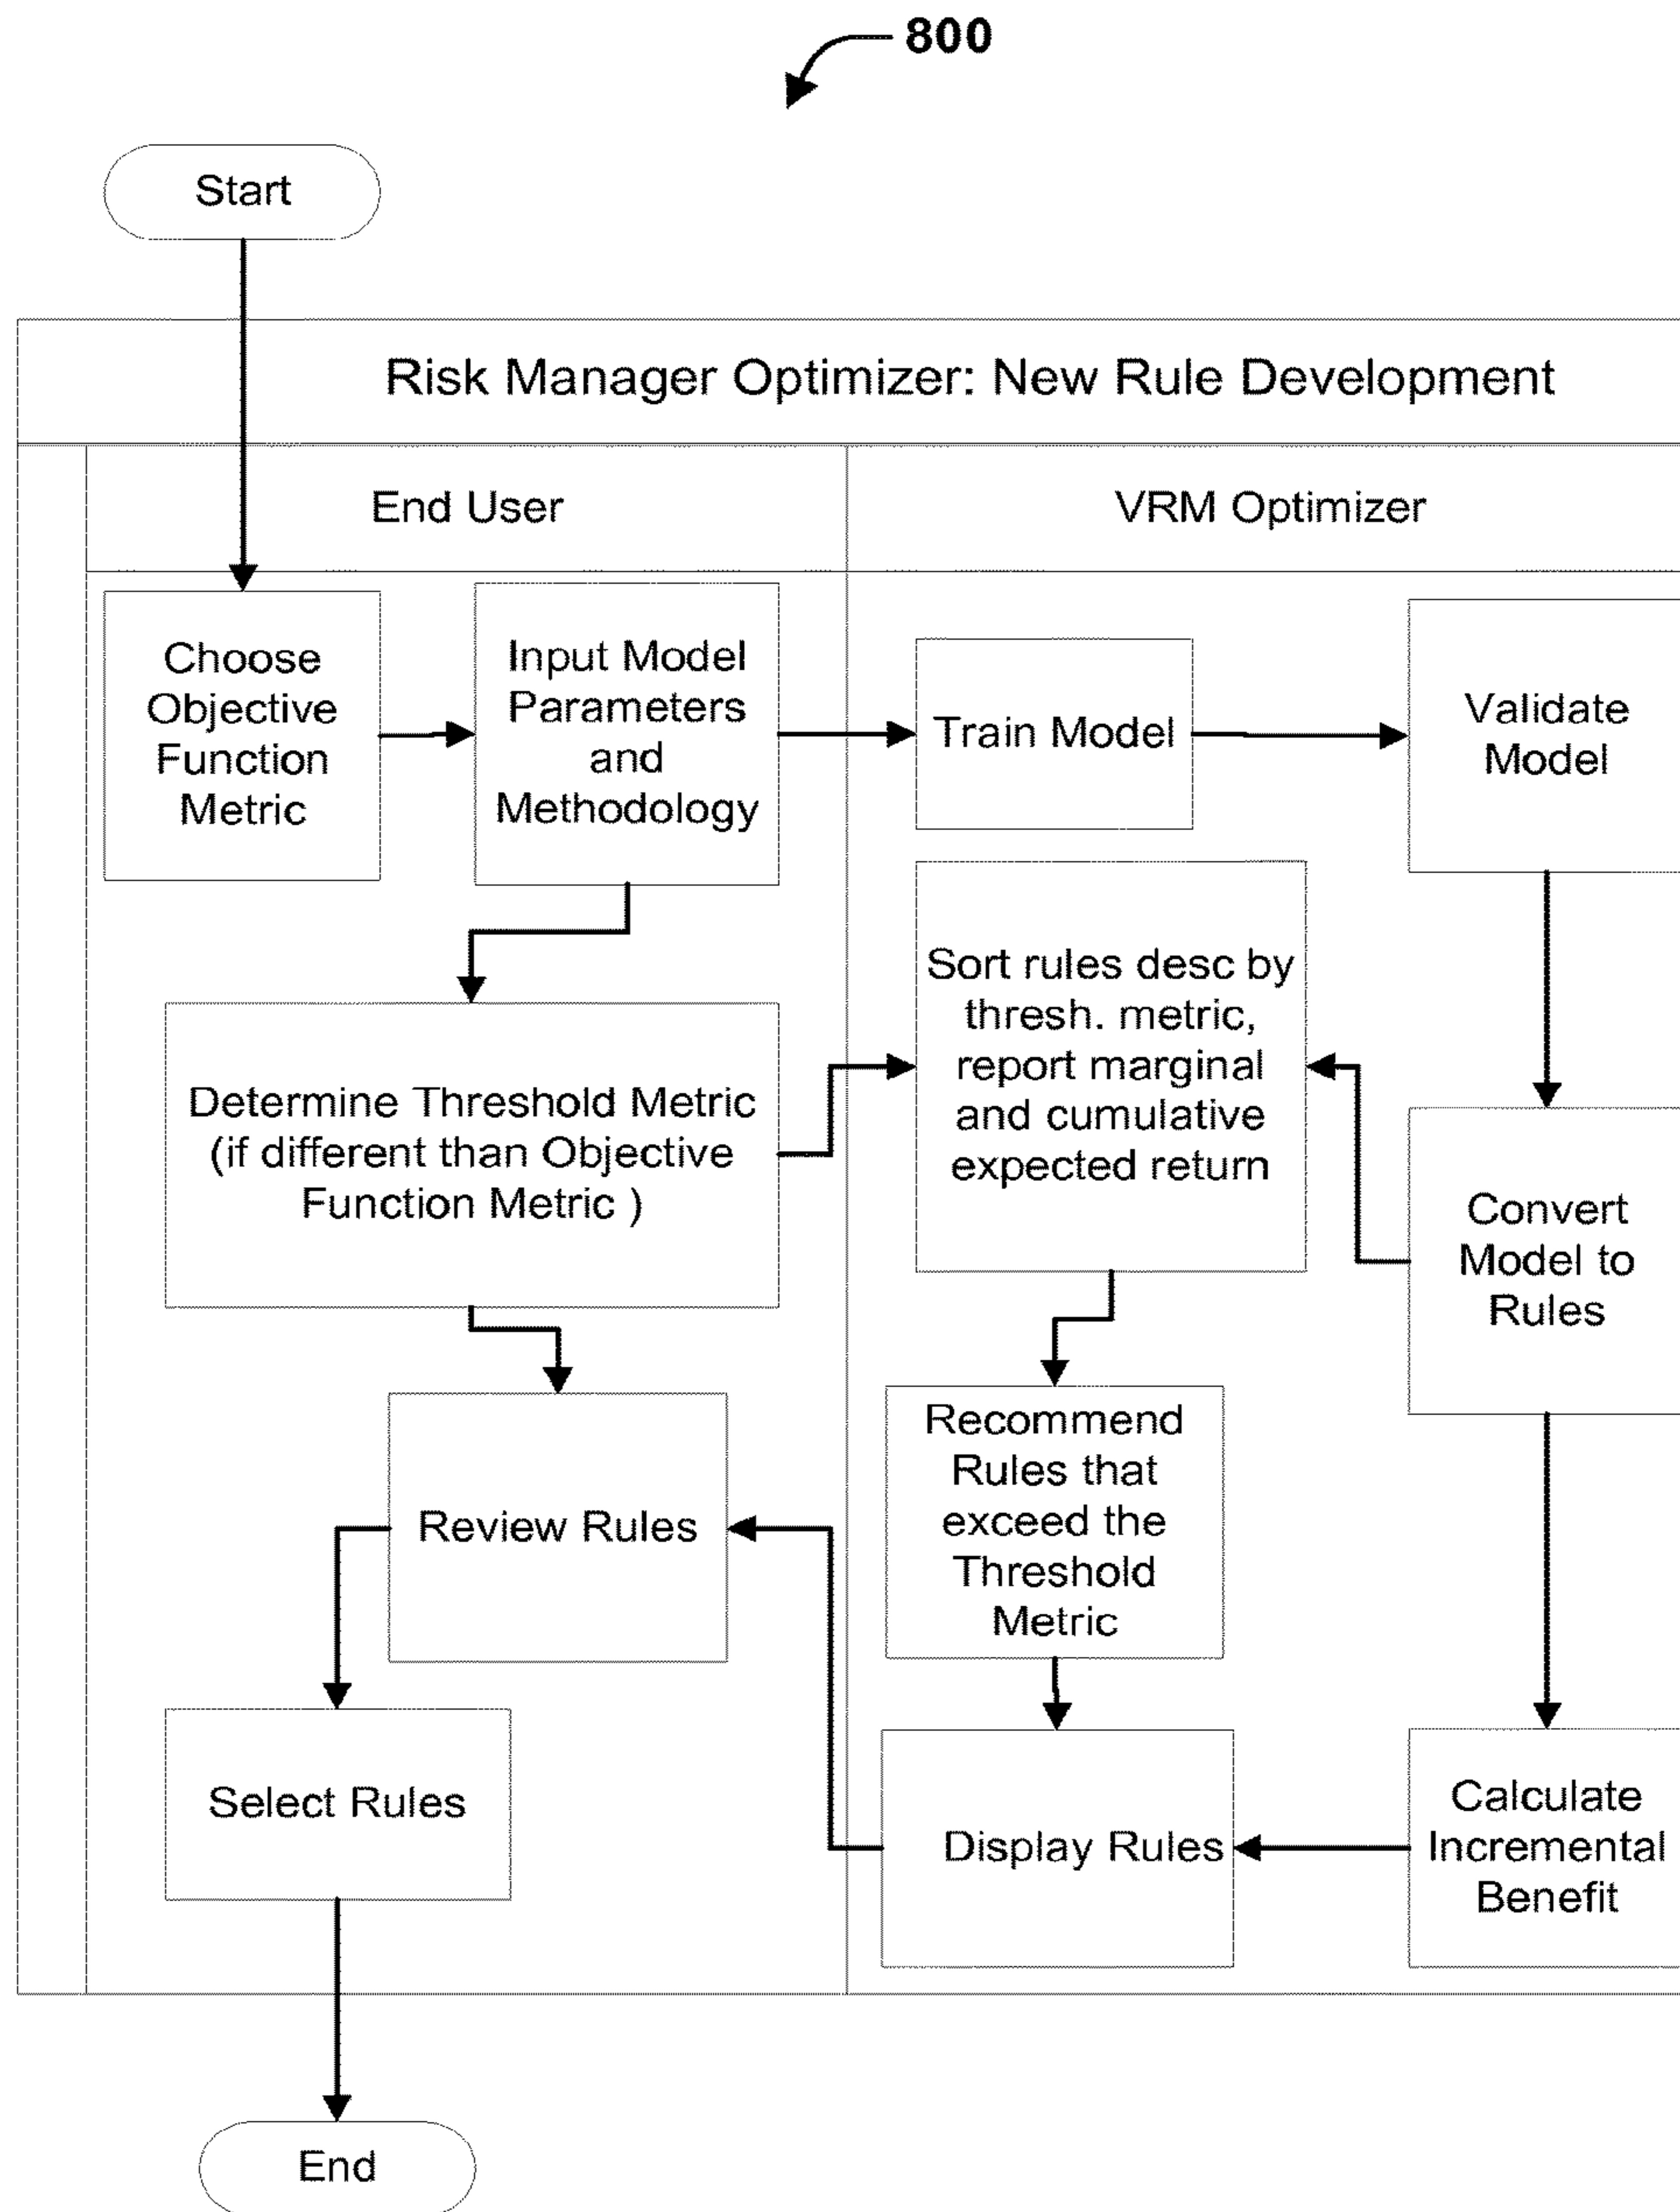 800
Start
Risk Manager Optimizer: New Rule Development
End User
VRM Optimizer
Choose
Objective
Function
Metric
Input Model
Parameters
and
Methodology
Train Model
Validate
Model
Sort rules desc by
thresh. metric,
report marginal
and cumulative
expected return
Determine Threshold Metric
(if different than Objective
Function Metric )
Convert
Model to
Rules
Recommend
Rules that
exceed the
Threshold
Metric
Review Rules
Select Rules
Display Rules
Calculate
Incremental
Benefit
End